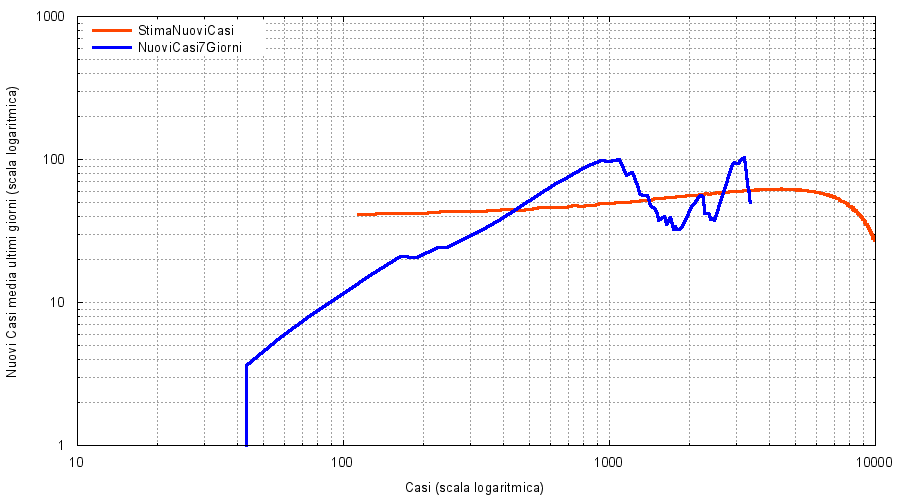 1000
StimaNuoviCasi
NuoviCasi7Giorni
100
10
1
10
100
1000
10000
Nuovi Casi media ultimi giorni (scala logaritmica)
Casi (scala logaritmica)